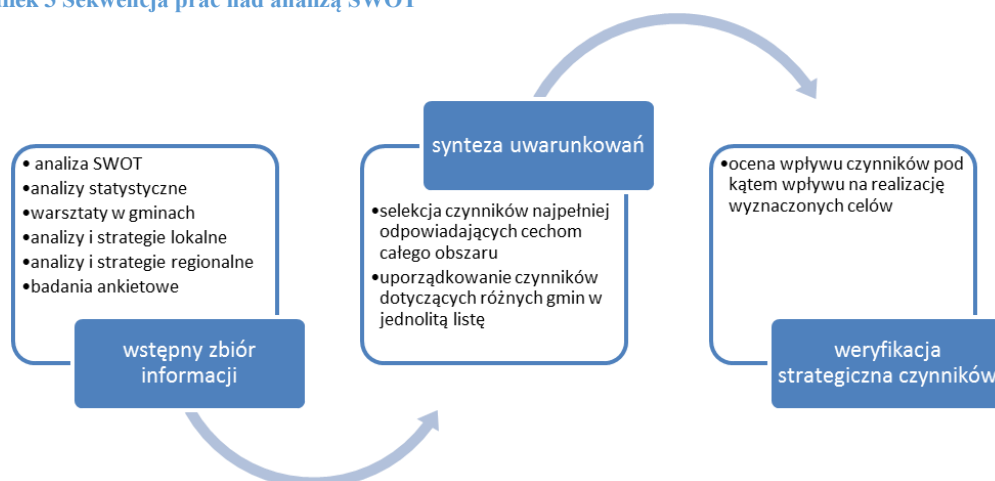 Sekwencja prac nad analizą SWOT
• analiza SWOT
•analizy statystyczne
•warsztaty w gminach
•analizy i strategie lokalne
•analizy i strategie regionalne
•badania ankietowe
wstępny zbiór
informacji
synteza uwarunkowań
•selekcja czynników najpełniej
odpowiadających cechom
całego obszaru
•uporządkowanie czynników
dotyczących różnych gmin w
jednolitą listę
•ocena wpływu czynników pod
kątem wpływu na realizację
wyznaczonych celów
weryfikacja
strategiczna czynników